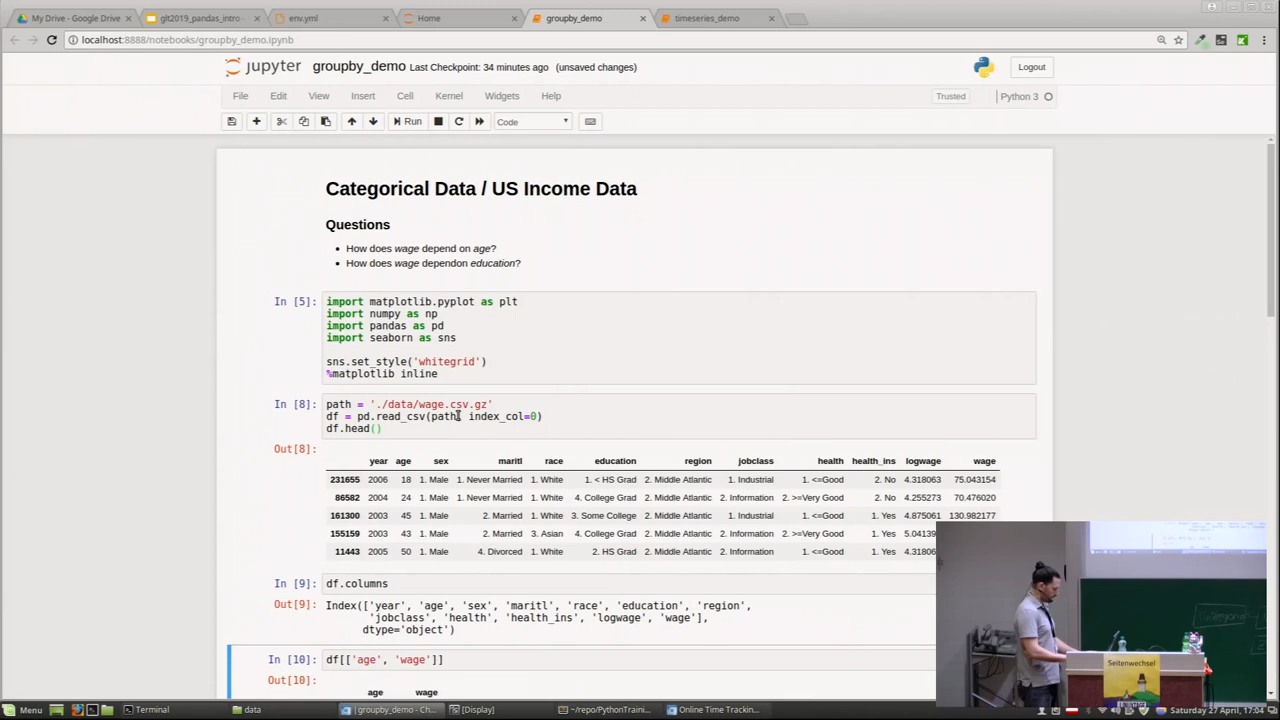 My Drive - Google Drive
glt2019_pandas_intro -
env.yml
Home
groupby_demo
timeseries_demo
localhost:8888/notebooks/groupby_demo.ipynb
jupyter groupby_demo Last Checkpoint: 34 minutes ago (unsaved changes)
Logout
File Edit View Insert Cell Kernel Widgets Help
Trusted
Python 3
Run
Code
Categorical Data / US Income Data
Questions
• How does wage depend on age?
• How does wage dependon education?
In [5]:
import matplotlib.pyplot as plt
import numpy as np
import pandas as pd
import seaborn as sns
sns.set_style('whitegrid')
%matplotlib inline
In [8]:
path = './data/wage.csv.gz'
df = pd.read_csv(path, index_col=0)
df.head()
Out[8]:
year age sex maritl race education region jobclass health health_ins logwage wage
231655 2006 18 1. Male 1. Never Married 1. White 1. < HS Grad 2. Middle Atlantic 1. Industrial 1. <=Good 2. No 4.318063 75.043154
86582 2004 24 1. Male 1. Never Married 1. White 4. College Grad 2. Middle Atlantic 2. Information 2. >=Very Good 2. No 4.255273 70.476020
161300 2003 45 1. Male 2. Married 1. White 3. Some College 2. Middle Atlantic 1. Industrial 1. <=Good 1. Yes 4.875061 130.982177
155159 2003 43 1. Male 2. Married 3. Asian 4. College Grad 2. Middle Atlantic 2. Information 2. >=Very Good 1. Yes 5.04139
11443 2005 50 1. Male 4. Divorced 1. White 2. HS Grad 2. Middle Atlantic 2. Information 1. <=Good 1. Yes 4.31806
In [9]:
df.columns
Out[9]:
Index(['year', 'age', 'sex', 'maritl', 'race', 'education', 'region',
'jobclass', 'health', 'health_ins', 'logwage', 'wage'],
dtype='object')
In [10]:
df[['age', 'wage']]
Out[10]:
age wage
Seitenwechsel
Menu
Terminal
data
groupby_demo - Ch...
[Display]
~/repo/PythonTraini...
Online Time Tracking...
Saturday 27 April, 17:04